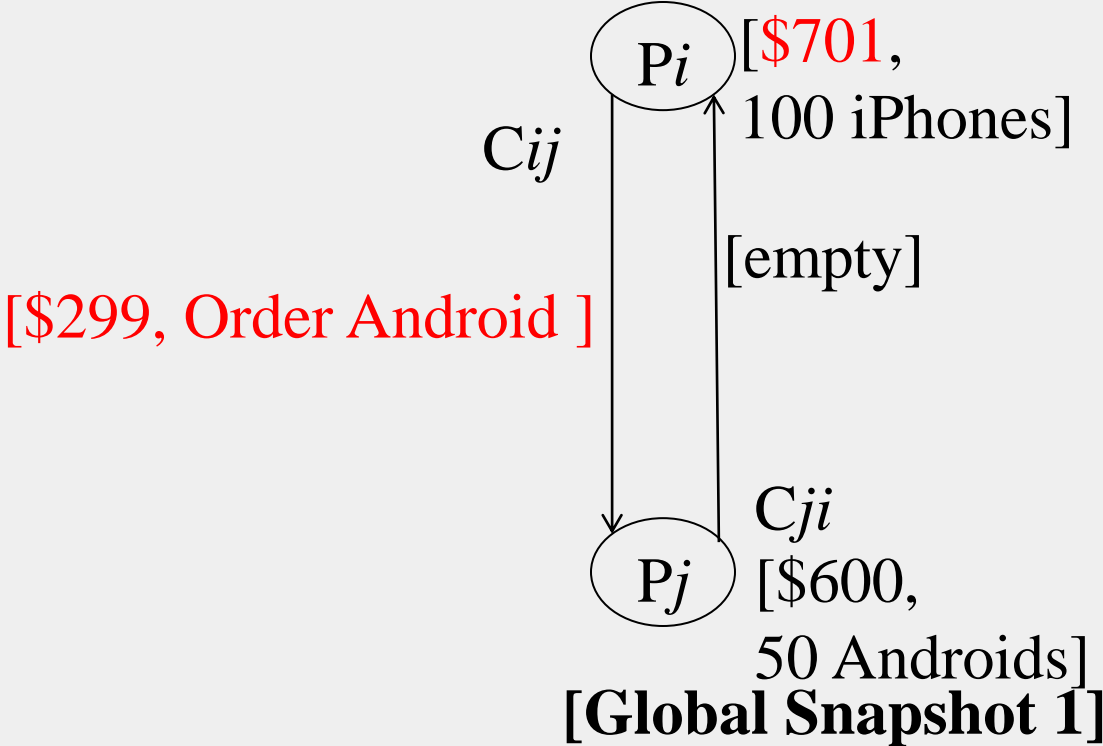 Pi
[$701,
100 iPhones]
Cij
[empty]
[$299, Order Android ]
Cji
Pj
[$600,
50 Androids]
[Global Snapshot 1]